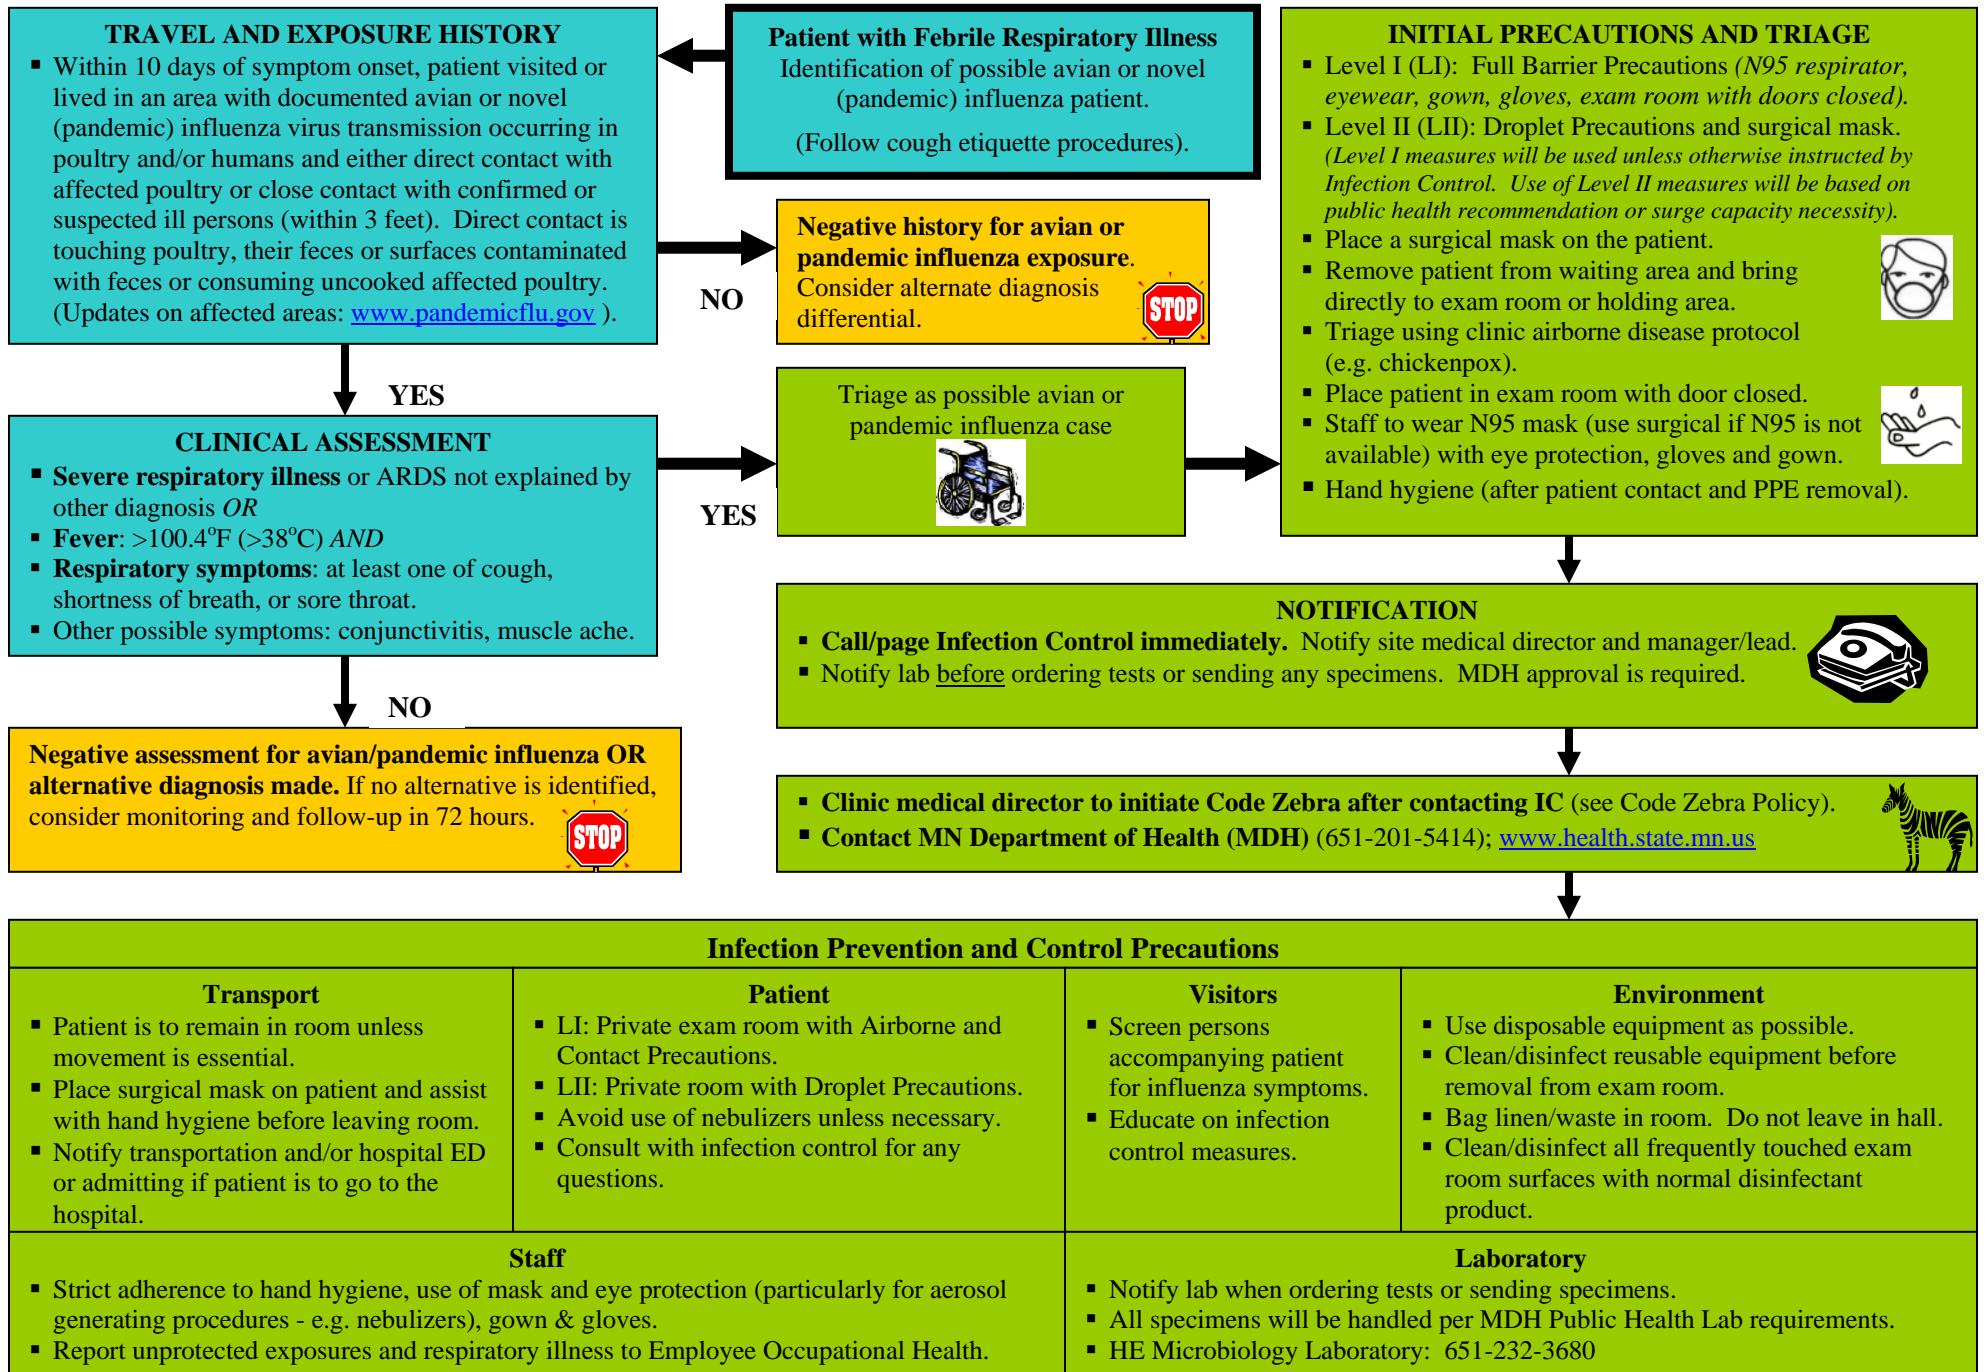 TRAVEL AND EXPOSURE HISTORY
▪ Within 10 days of symptom onset, patient visited or
lived in an area with documented avian or novel
(pandemic) influenza virus transmission occurring in
poultry and/or humans and either direct contact with
affected poultry or close contact with confirmed or
suspected ill persons (within 3 feet). Direct contact is
touching poultry, their feces or surfaces contaminated
with feces or consuming uncooked affected poultry.
(Updates on affected areas: www.pandemicflu.gov ).
Patient with Febrile Respiratory Illness
Identification of possible avian or novel
(pandemic) influenza patient.
(Follow cough etiquette procedures).
NO
Negative history for avian or
pandemic influenza exposure.
Consider alternate diagnosis
differential.
STOP
YES
CLINICAL ASSESSMENT
▪ Severe respiratory illness or ARDS not explained by
other diagnosis OR
▪ Fever: >100.4°F (>38°C) AND
▪ Respiratory symptoms: at least one of cough,
shortness of breath, or sore throat.
▪ Other possible symptoms: conjunctivitis, muscle ache.
YES
Triage as possible avian or
pandemic influenza case
NO
Negative assessment for avian/pandemic influenza OR
alternative diagnosis made. If no alternative is identified,
consider monitoring and follow-up in 72 hours.
STOP
INITIAL PRECAUTIONS AND TRIAGE
▪ Level I (LI): Full Barrier Precautions (N95 respirator,
eyewear, gown, gloves, exam room with doors closed).
▪ Level II (LII): Droplet Precautions and surgical mask.
(Level I measures will be used unless otherwise instructed by
Infection Control. Use of Level II measures will be based on
public health recommendation or surge capacity necessity).
▪ Place a surgical mask on the patient.
▪ Remove patient from waiting area and bring
directly to exam room or holding area.
▪ Triage using clinic airborne disease protocol
(e.g. chickenpox).
▪ Place patient in exam room with door closed.
▪ Staff to wear N95 mask (use surgical if N95 is not
available) with eye protection, gloves and gown.
▪ Hand hygiene (after patient contact and PPE removal).
NOTIFICATION
▪ Call/page Infection Control immediately. Notify site medical director and manager/lead.
▪ Notify lab before ordering tests or sending any specimens. MDH approval is required.
▪ Clinic medical director to initiate Code Zebra after contacting IC (see Code Zebra Policy).
▪ Contact MN Department of Health (MDH) (651-201-5414); www.health.state.mn.us
Infection Prevention and Control Precautions
Transport
▪ Patient is to remain in room unless
movement is essential.
▪ Place surgical mask on patient and assist
with hand hygiene before leaving room.
▪ Notify transportation and/or hospital ED
or admitting if patient is to go to the
hospital.
Patient
▪ LI: Private exam room with Airborne and
Contact Precautions.
▪ LII: Private room with Droplet Precautions.
▪ Avoid use of nebulizers unless necessary.
▪ Consult with infection control for any
questions.
Visitors
▪ Screen persons
accompanying patient
for influenza symptoms.
▪ Educate on infection
control measures.
Environment
▪ Use disposable equipment as possible.
▪ Clean/disinfect reusable equipment before
removal from exam room.
▪ Bag linen/waste in room. Do not leave in hall.
▪ Clean/disinfect all frequently touched exam
room surfaces with normal disinfectant
product.
Staff
▪ Strict adherence to hand hygiene, use of mask and eye protection (particularly for aerosol
generating procedures - e.g. nebulizers), gown & gloves.
▪ Report unprotected exposures and respiratory illness to Employee Occupational Health.
Laboratory
▪ Notify lab when ordering tests or sending specimens.
▪ All specimens will be handled per MDH Public Health Lab requirements.
▪ HE Microbiology Laboratory: 651-232-3680